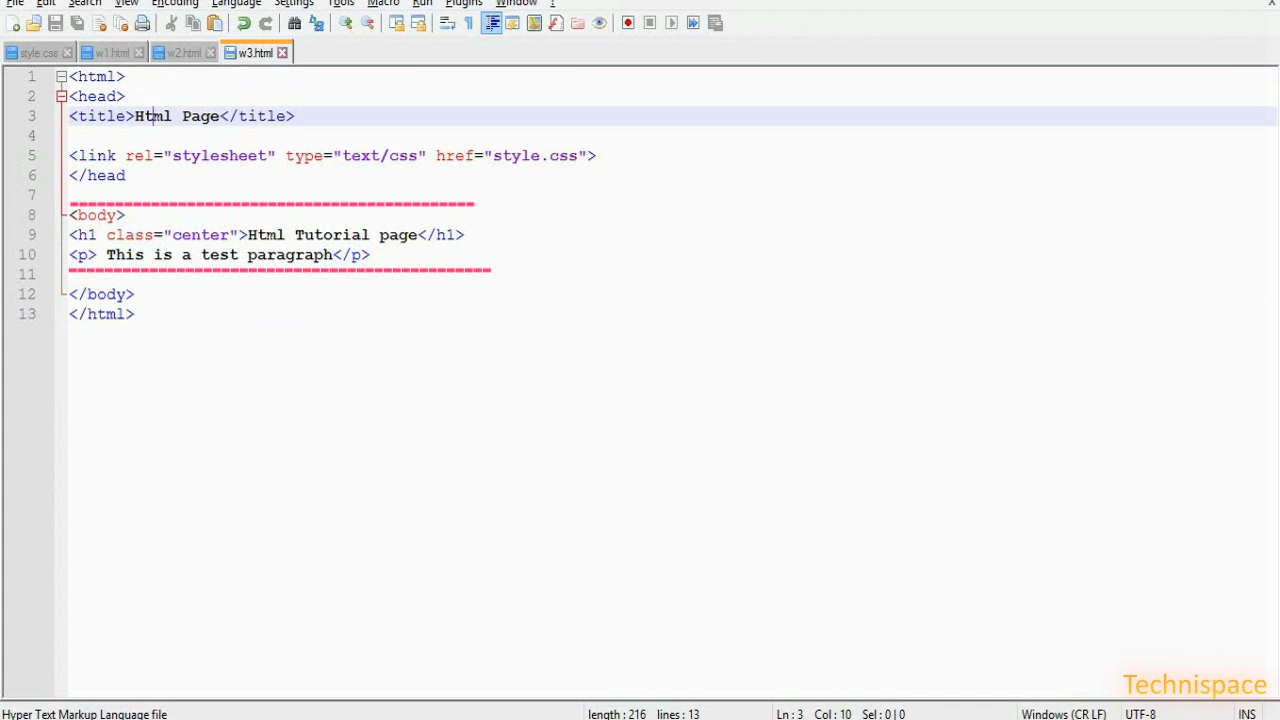 File Edit Search View Encoding Language Settings Tools Macro Run Plugins Window ?
style.css w1.html w2.html w3.html
1 <html>
2 <head>
3 <title>Html Page</title>
4
5 <link rel="stylesheet" type="text/css" href="style.css">
6 </head
7
8 <body>
9 <h1 class="center">Html Tutorial page</h1>
10 <p> This is a test paragraph</p>
11
12 </body>
13 </html>
Technispace
Hyper Text Markup Language file length : 216 lines : 13 Ln : 3 Col : 10 Sel : 0 | 0 Windows (CR LF) UTF-8 INS